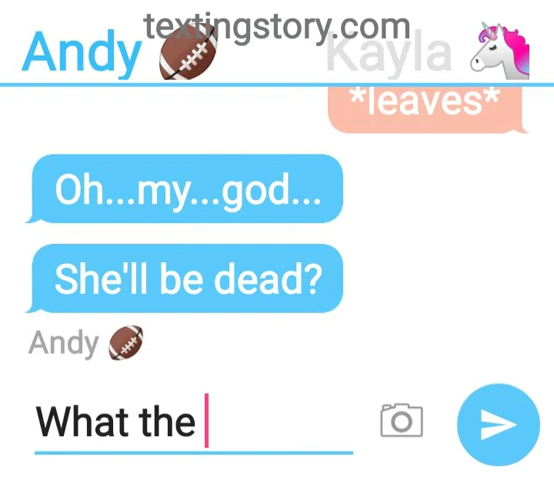 textingstory.com
Andy 🏈 Kayla 🦄
*leaves*
Oh...my...god...
She'll be dead?
Andy 🏈
What the